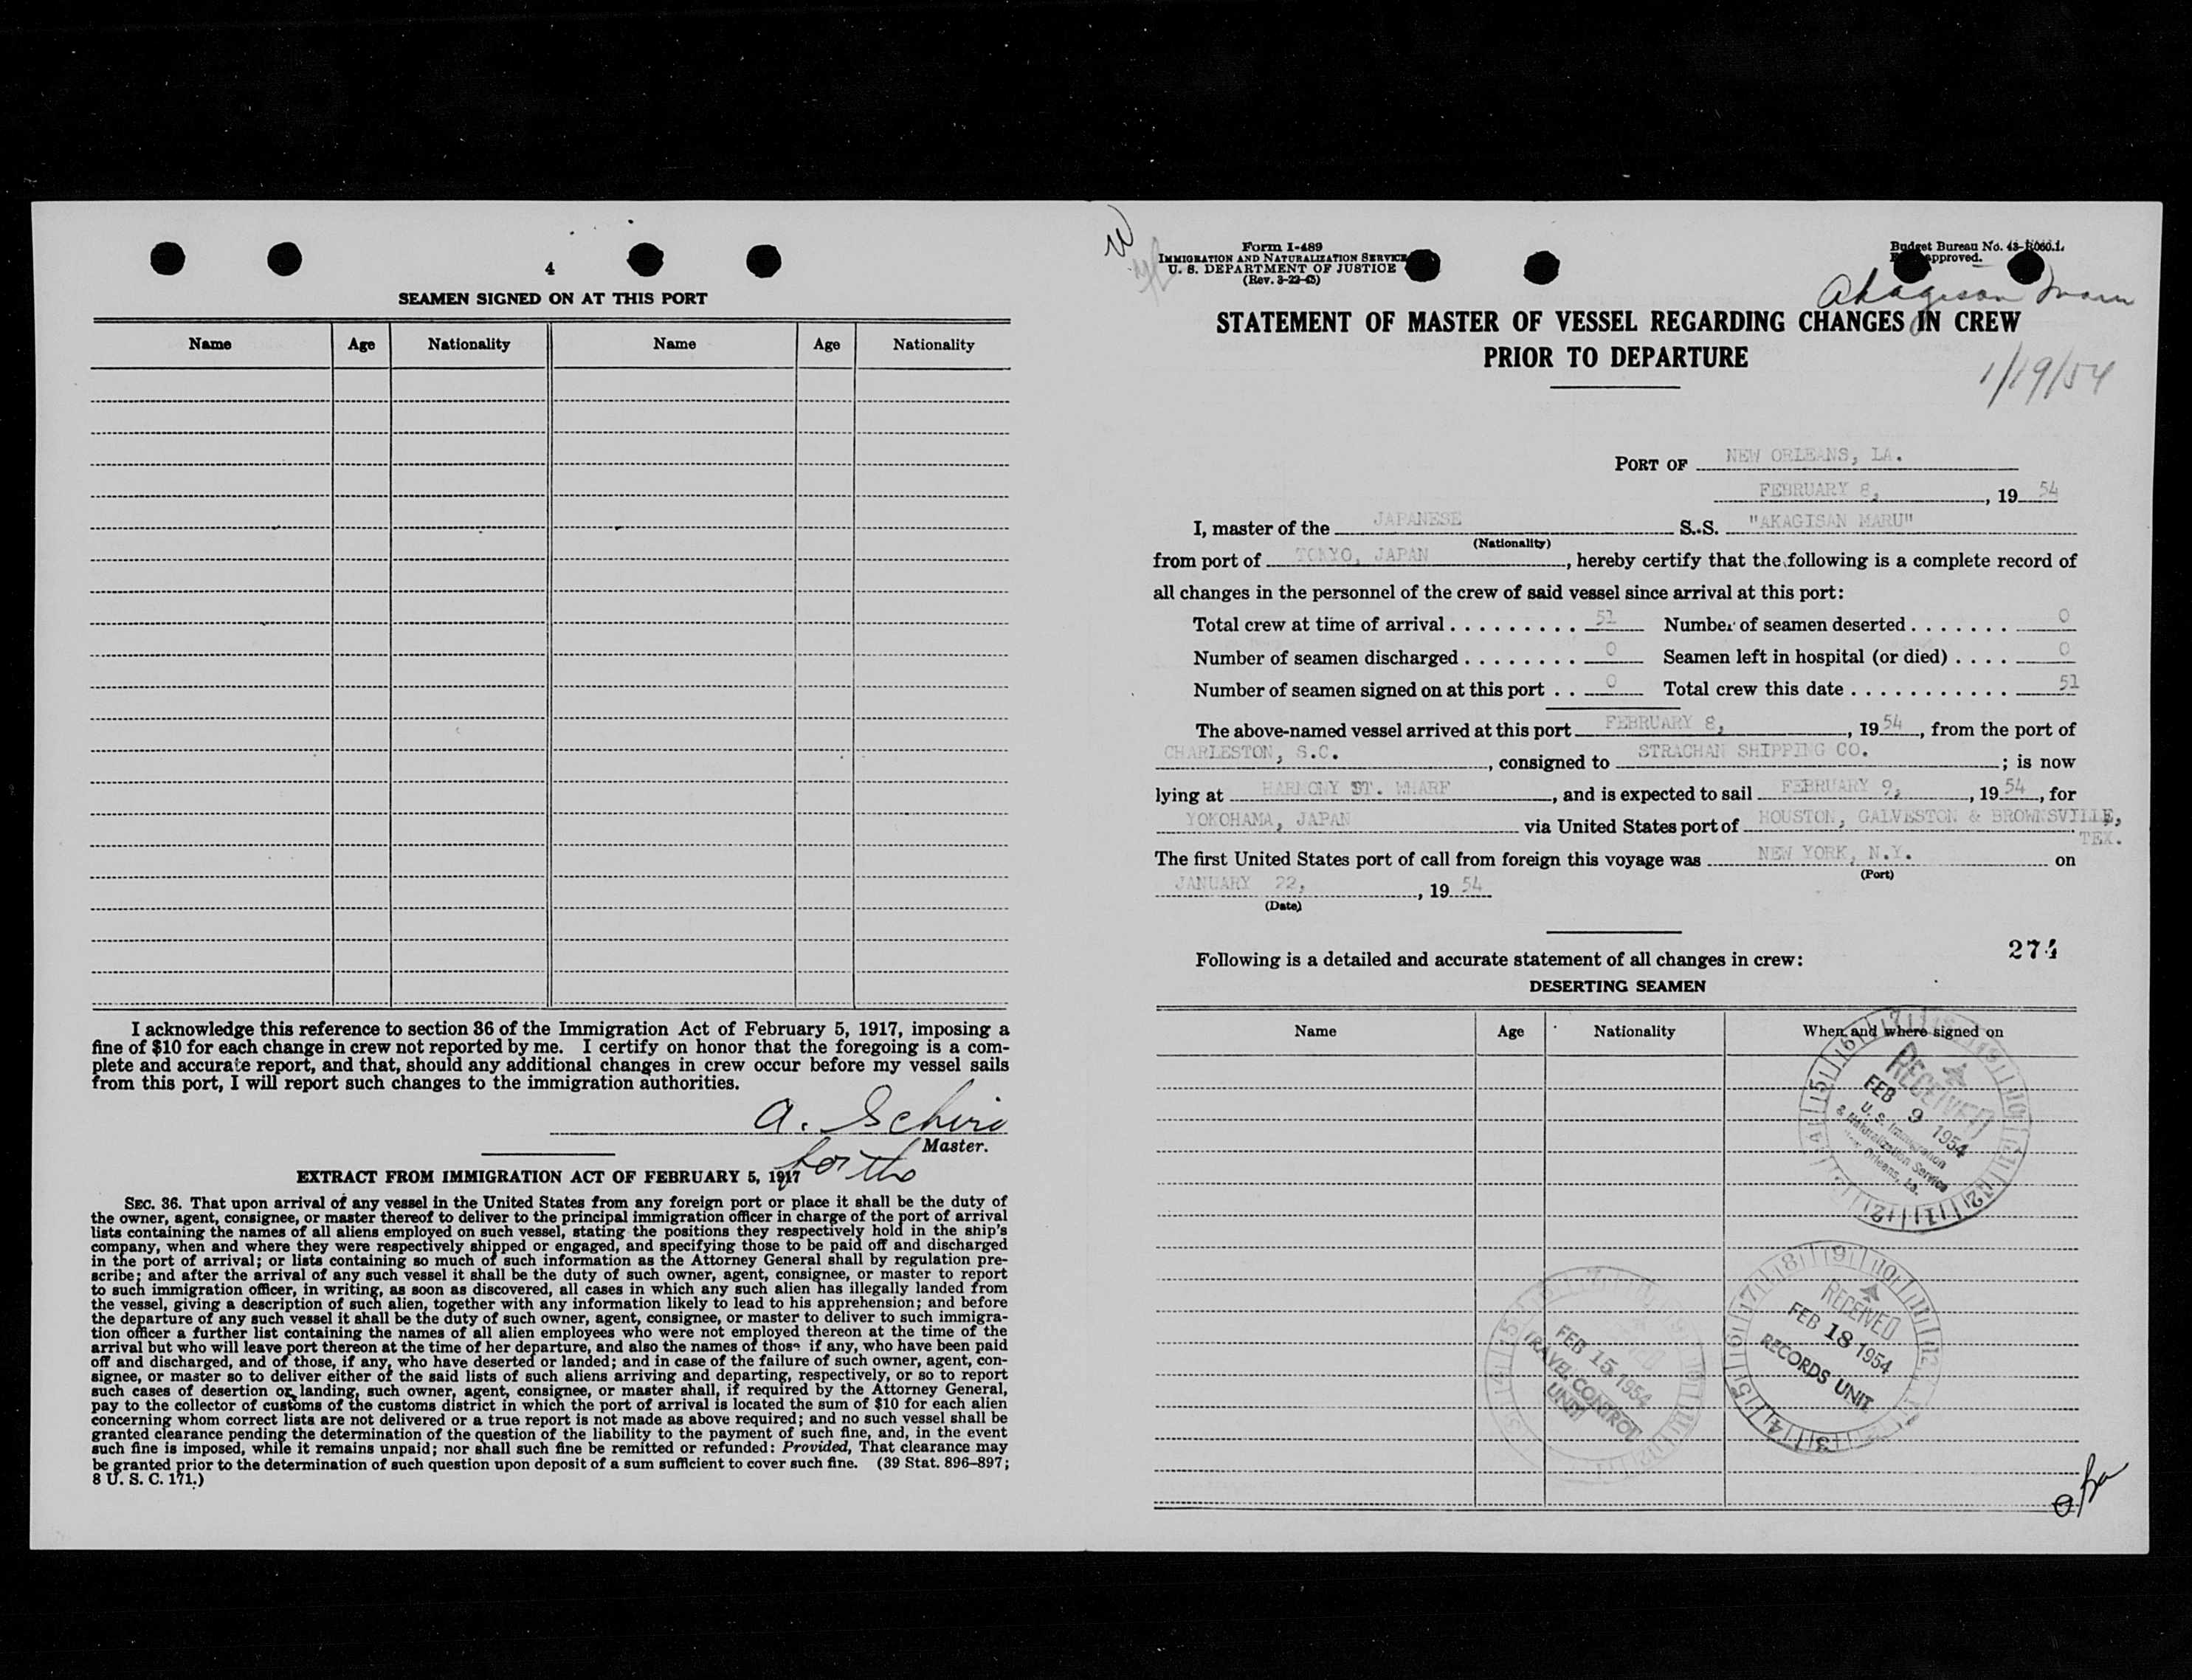 4
SEAMEN SIGNED ON AT THIS PORT
Name Age Nationality Name Age Nationality
I acknowledge this reference to section 36 of the Immigration Act of February 5, 1917, imposing a
fine of $10 for each change in crew not reported by me. I certify on honor that the foregoing is a com-
plete and accurate report, and that, should any additional changes in crew occur before my vessel sails
from this port, I will report such changes to the immigration authorities.
A. Schiro
Master.
EXTRACT FROM IMMIGRATION ACT OF FEBRUARY 5, 1917
SEC. 36. That upon arrival of any vessel in the United States from any foreign port or place it shall be the duty of
the owner, agent, consignee, or master thereof to deliver to the principal immigration officer in charge of the port of arrival
lists containing the names of all aliens employed on such vessel, stating the positions they respectively hold in the ship's
company, when and where they were respectively shipped or engaged, and specifying those to be paid off and discharged
in the port of arrival; or lists containing so much of such information as the Attorney General shall by regulation pre-
scribe; and after the arrival of any such vessel it shall be the duty of such owner, agent, consignee, or master to report
to such immigration officer, in writing, as soon as discovered, all cases in which any such alien has illegally landed from
the vessel, giving a description of such alien, together with any information likely to lead to his apprehension; and before
the departure of any such vessel it shall be the duty of such owner, agent, consignee, or master to deliver to such immigra-
tion officer a further list containing the names of all alien employees who were not employed thereon at the time of the
arrival but who will leave port thereon at the time of her departure, and also the names of those if any, who have been paid
off and discharged, and of those, if any, who have deserted or landed; and in case of the failure of such owner, agent, con-
signee, or master so to deliver either of the said lists of such aliens arriving and departing, respectively, or so to report
such cases of desertion or landing, such owner, agent, consignee, or master shall, if required by the Attorney General,
pay to the collector of customs of the customs district in which the port of arrival is located the sum of $10 for each alien
concerning whom correct lists are not delivered or a true report is not made as above required; and no such vessel shall be
granted clearance pending the determination of the question of the liability to the payment of such fine, and, in the event
such fine is imposed, while it remains unpaid; nor shall such fine be remitted or refunded: Provided, That clearance may
be granted prior to the determination of such question upon deposit of a sum sufficient to cover such fine. (39 Stat. 896–897;
8 U. S. C. 171.)
Form I-489
IMMIGRATION AND NATURALIZATION SERVICE
U. S. DEPARTMENT OF JUSTICE
(Rev. 3-22-45)
Budget Bureau No. 43-R060.1.
approved.
Akagisan Maru
STATEMENT OF MASTER OF VESSEL REGARDING CHANGES IN CREW
PRIOR TO DEPARTURE
1/19/54
PORT OF NEW ORLEANS, LA.
FEBRUARY 8, , 19 54
I, master of the JAPANESE S.S. "AKAGISAN MARU"
(Nationality)
from port of TOKYO, JAPAN , hereby certify that the following is a complete record of
all changes in the personnel of the crew of said vessel since arrival at this port:
Total crew at time of arrival . . . . . . . . . . 51 Number of seamen deserted . . . . . . . 0
Number of seamen discharged . . . . . . . . 0 Seamen left in hospital (or died) . . . . 0
Number of seamen signed on at this port . . 0 Total crew this date . . . . . . . . . . . . 51
The above-named vessel arrived at this port FEBRUARY 8, , 19 54 , from the port of
CHARLESTON, S.C. , consigned to STRACHAN SHIPPING CO. ; is now
lying at HARMONY ST. WHARF , and is expected to sail FEBRUARY 9, , 19 54 , for
YOKOHAMA, JAPAN via United States port of HOUSTON, GALVESTON & BROWNSVILLE,
TEX.
The first United States port of call from foreign this voyage was NEW YORK, N.Y. on
(Port)
JANUARY 22, , 19 54
(Date)
274
Following is a detailed and accurate statement of all changes in crew:
DESERTING SEAMEN
Name Age Nationality When and where signed on
RECEIVED
FEB 9 1954
U. S. Immigration
& Naturalization Service
New Orleans, La.
FEB 15 1954
TRAVEL CONTROL
UNIT
RECEIVED
FEB 18 1954
RECORDS UNIT